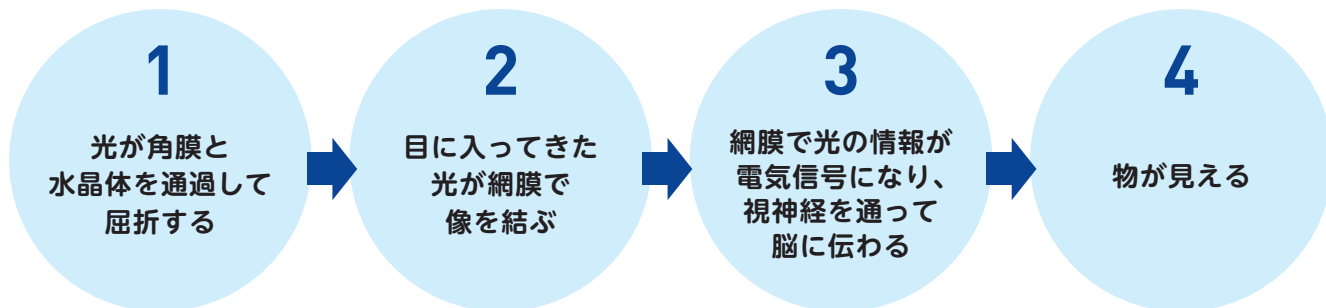 1
光が角膜と
水晶体を通過して
屈折する
2
目に入ってきた
光が網膜で
像を結ぶ
3
網膜で光の情報が
電気信号になり、
視神経を通って
脳に伝わる
4
物が見える